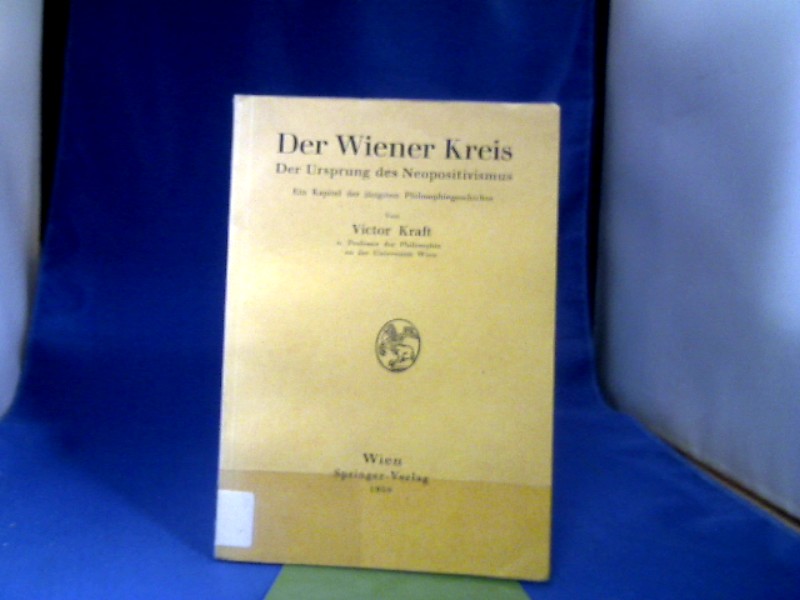 Der Wiener Kreis
Der Ursprung des Neopositivismus
Ein Kapitel der jüngsten Philosophiegeschichte
Von
Victor Kraft
o. Professor der Philosophie
an der Universität Wien
Wien
Springer-Verlag
1950